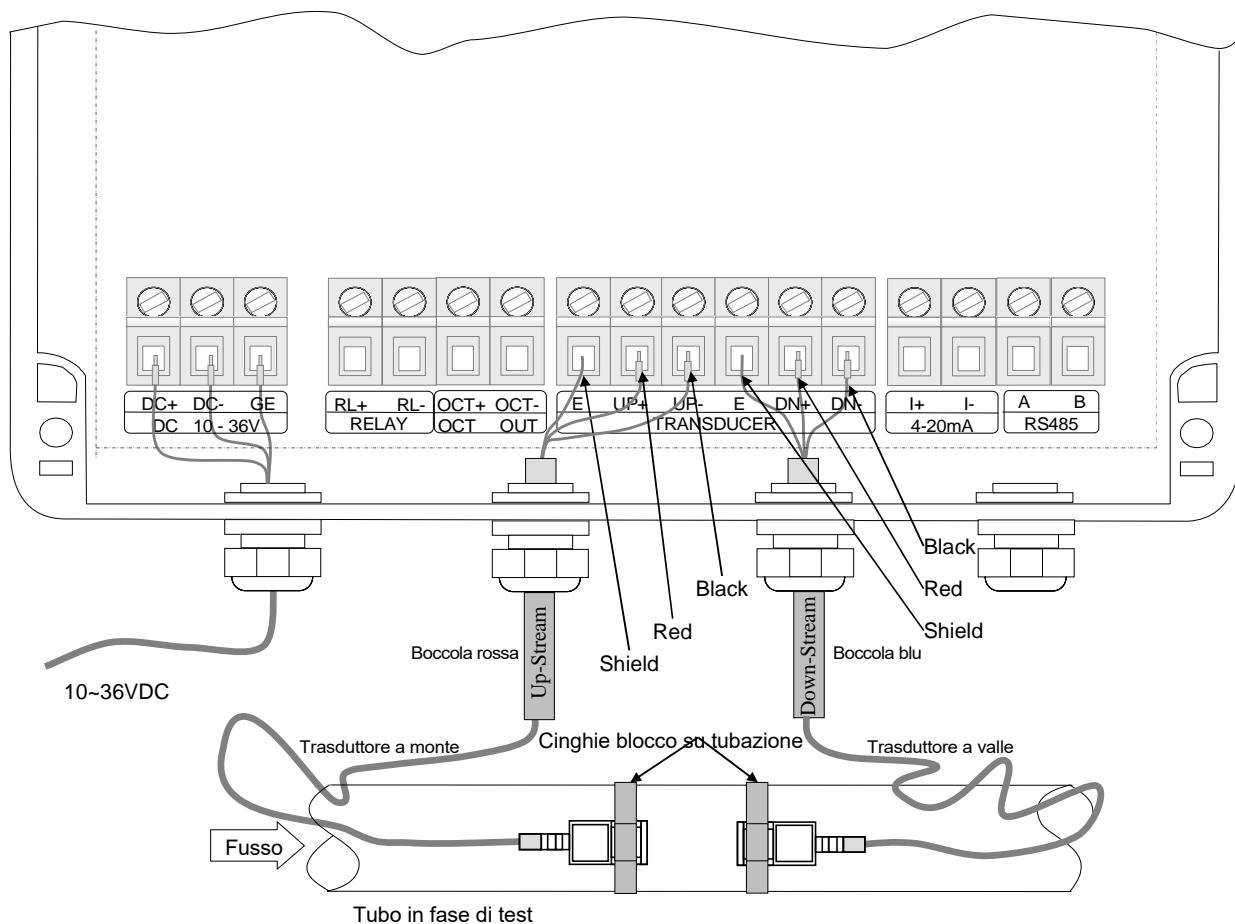 DC+ DC- GE
DC 10 - 36V
RL+ RL-
RELAY
OCT+ OCT-
OCT OUT
E UP+ UP- E DN+ DN-
TRANSDUCER
I+ I-
4-20mA
A B
RS485
Black
Red
Shield
Black
Red
Shield
Up-Stream
Down-Stream
Boccola rossa
Boccola blu
10~36VDC
Trasduttore a monte
Cinghie blocco su tubazione
Trasduttore a valle
Fusso
Tubo in fase di test